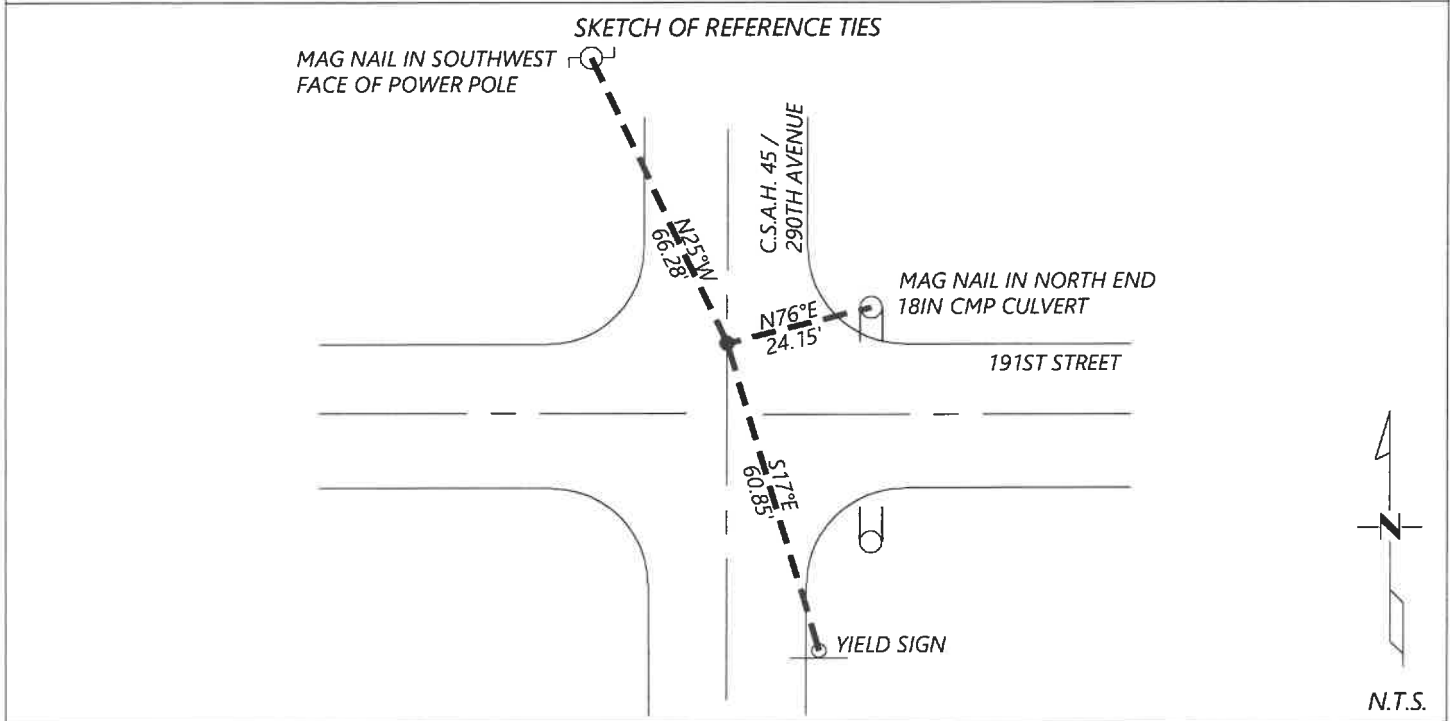 SKETCH OF REFERENCE TIES
MAG NAIL IN SOUTHWEST
FACE OF POWER POLE
C.S.A.H. 45 /
290TH AVENUE
N25°W
66.28'
MAG NAIL IN NORTH END
18IN CMP CULVERT
N76°E
24.15'
191ST STREET
S17°E
60.85'
N
YIELD SIGN
N.T.S.